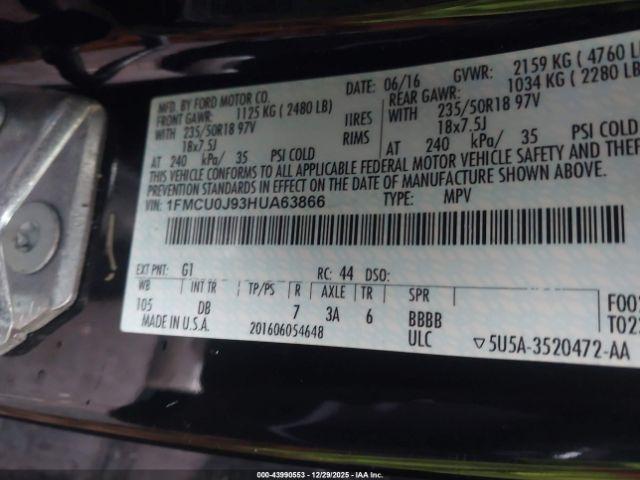 MFD. BY FORD MOTOR CO. DATE: 06/16 GVWR: 2159 KG (4760 LB
FRONT GAWR: 1125 KG (2480 LB) REAR GAWR: 1034 KG (2280 LB)
WITH 235/50R18 97V TIRES WITH 235/50R18 97V
18x7.5J RIMS 18x7.5J
AT 240 kPa/ 35 PSI COLD AT 240 kPa/ 35 PSI COLD
THIS VEHICLE CONFORMS TO ALL APPLICABLE FEDERAL MOTOR VEHICLE SAFETY AND THEFT
PREVENTION STANDARDS IN EFFECT ON THE DATE OF MANUFACTURE SHOWN ABOVE.
VIN: 1FMCU0J93HUA63866 TYPE: MPV
EXT PNT: G1 RC: 44 DSO:
WB INT TR TP/PS R AXLE TR SPR
105 DB 7 3A 6 BBBB
MADE IN U.S.A. 201606054648 ULC ▽5U5A-3520472-AA
000-43990553 - 12/29/2025 - IAAI.com